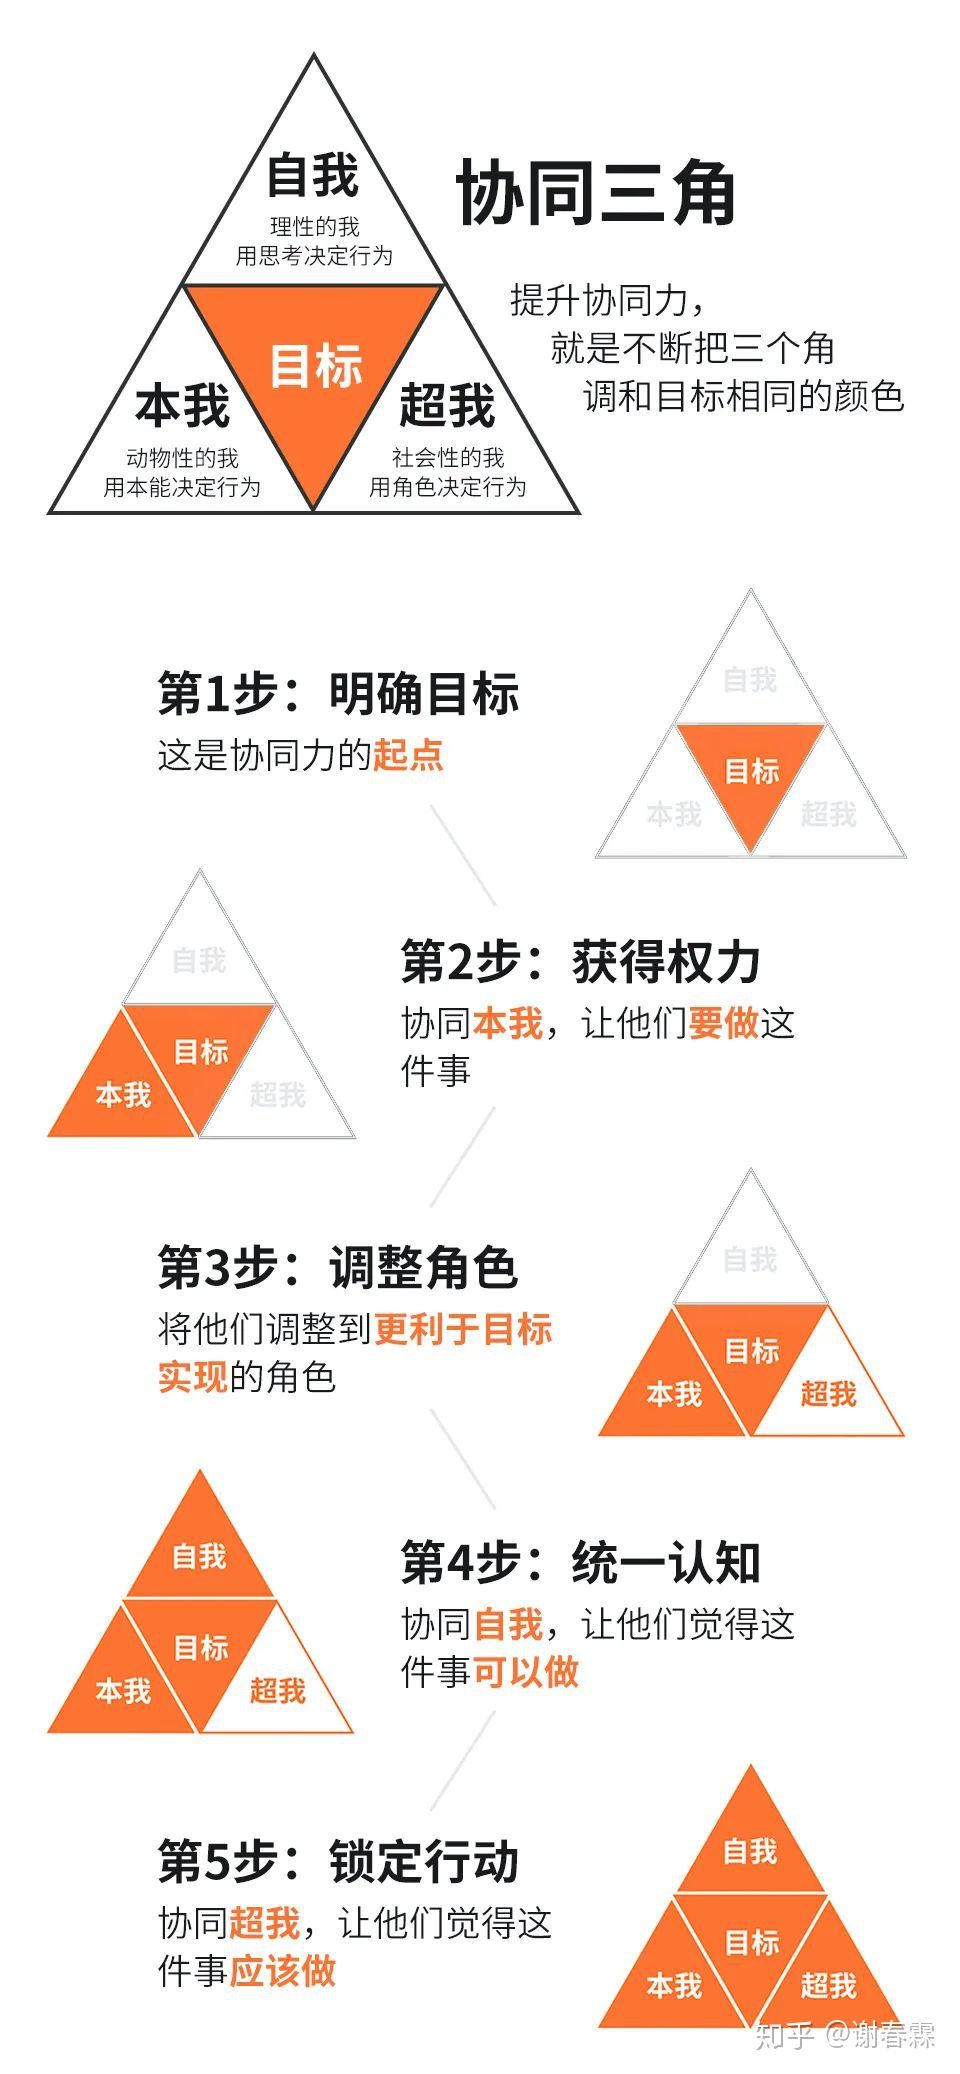 自我
理性的我
用思考决定行为
协同三角
提升协同力，
就是不断把三个角
调和目标相同的颜色
目标
本我
动物性的我
用本能决定行为
超我
社会性的我
用角色决定行为
第1步：明确目标
这是协同力的起点
自我
目标
本我
超我
自我
目标
本我
超我
第2步：获得权力
协同本我，让他们要做这
件事
第3步：调整角色
将他们调整到更利于目标
实现的角色
自我
目标
本我
超我
自我
目标
本我
超我
第4步：统一认知
协同自我，让他们觉得这
件事可以做
第5步：锁定行动
协同超我，让他们觉得这
件事应该做
自我
目标
本我
超我
知乎 @谢春霖